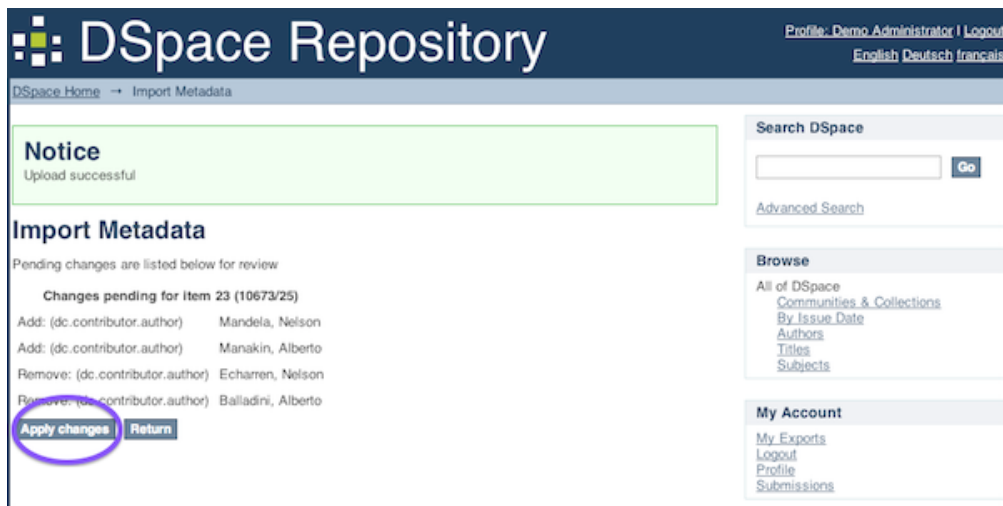 DSpace Repository
Profile: Demo Administrator | Logout
English Deutsch français
DSpace Home → Import Metadata
Notice
Upload successful
Import Metadata
Pending changes are listed below for review
Changes pending for item 23 (10673/25)
Add: (dc.contributor.author) Mandela, Nelson
Add: (dc.contributor.author) Manakin, Alberto
Remove: (dc.contributor.author) Echarren, Nelson
Remove: (dc.contributor.author) Balladini, Alberto
Apply changes Return
Search DSpace
Go
Advanced Search
Browse
All of DSpace
Communities & Collections
By Issue Date
Authors
Titles
Subjects
My Account
My Exports
Logout
Profile
Submissions